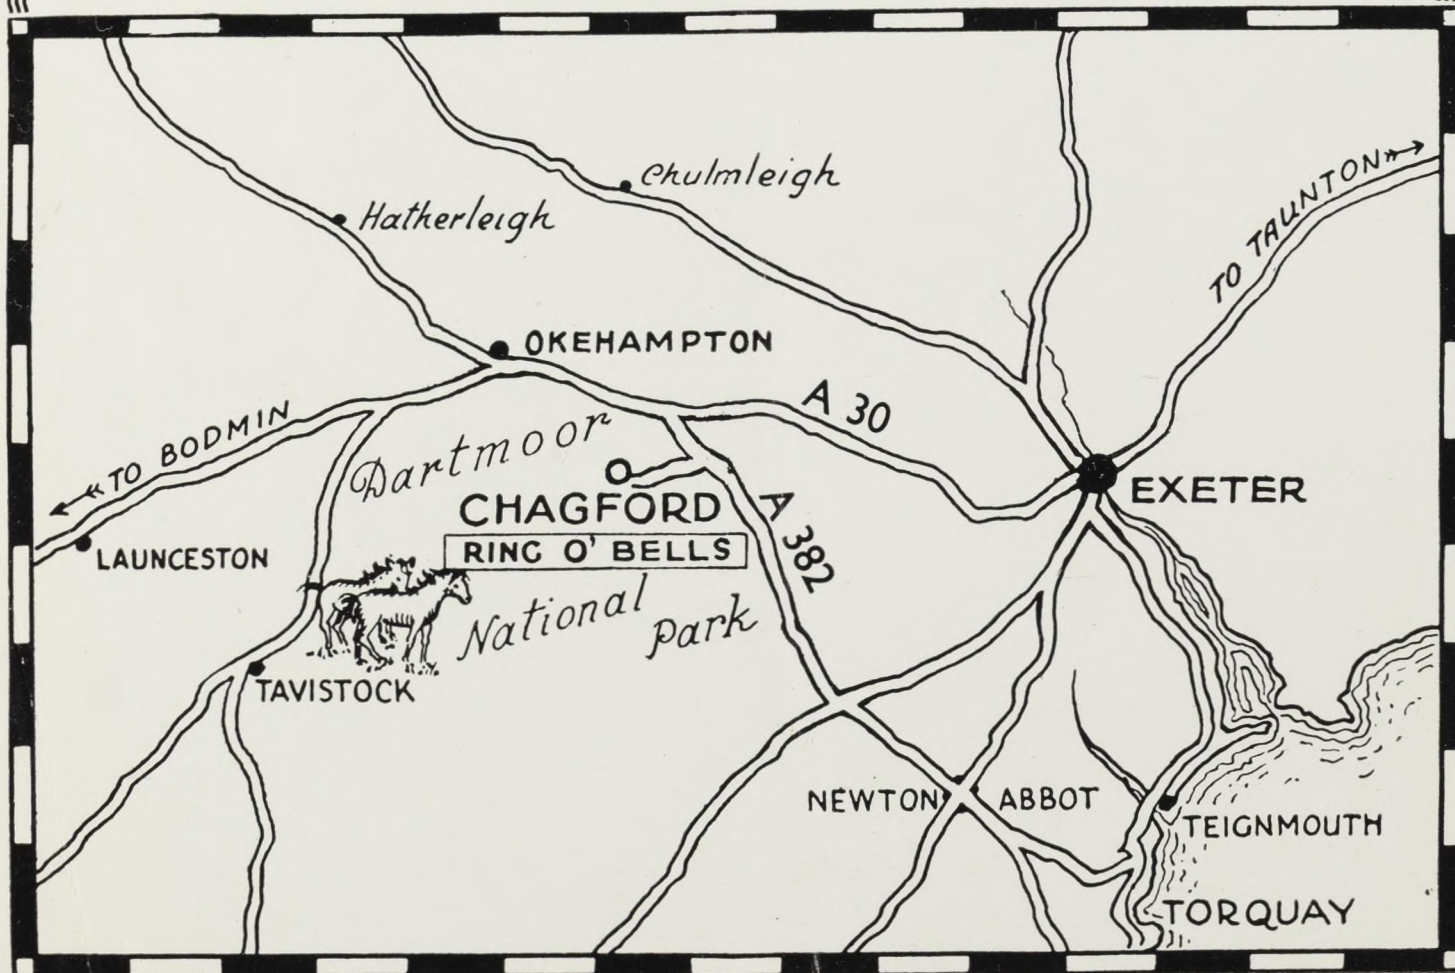 Chulmleigh
Hatherleigh
TO TAUNTON
OKEHAMPTON
A 30
TO BODMIN
Dartmoor
CHAGFORD
RING O' BELLS
EXETER
A 382
LAUNCESTON
National
Park
TAVISTOCK
NEWTON ABBOT
TEIGNMOUTH
TORQUAY